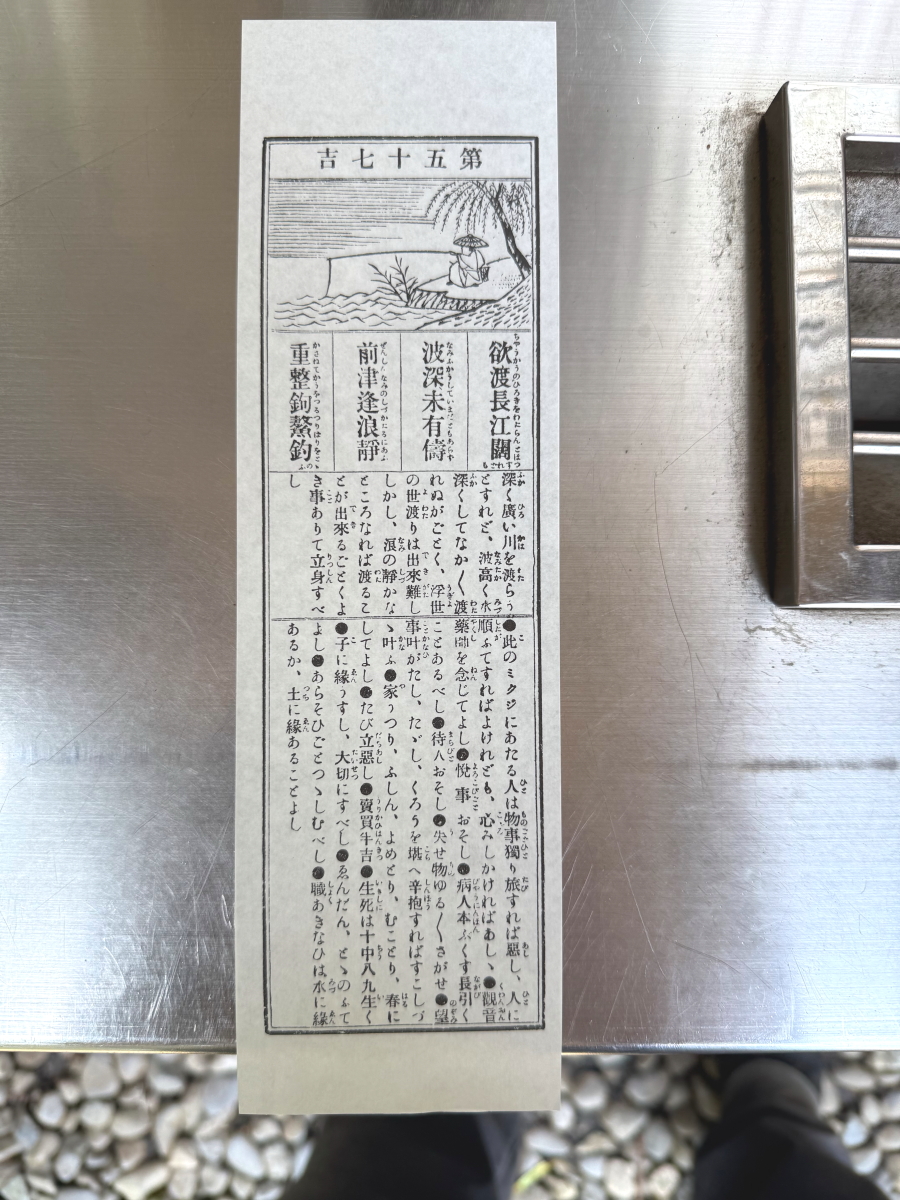 第五十七吉
欲渡長江闊
波深未有儔
前津逢浪靜
重整鉤鰲釣
深く廣い川を渡らう
とすれど、波高く水
深くしてなか〱渡
れぬがごとく、浮世
の世渡りは出來難し
しかし、浪の靜かな
ところなれば渡るこ
とが出來るごとくよ
き事ありて立身すべ
し
●此のミクジにあたる人は物事獨り旅すれば惡し、人に
順ふてすればよけれども、心みしかければあしゝ●觀音
藥師を念じてよし●悅事おそし●病人本ふくす長引く
ことあるべし●待人おそし●失せ物ゆる〱さがせ●望
事叶がたし、たゞし、くろうを堪へ辛抱すればすこしづ
ゝ叶ふ●家うつり、ふしん、よめとり、むことり、春に
してよし●たび立惡し●賣買半吉●生死は十中八九生く
●子に緣うすし、大切にすべし●ゑんだん、とゝのふて
よし●あらそひごとつゝしむべし●職あきなひは水に緣
あるか、土に緣あることよし